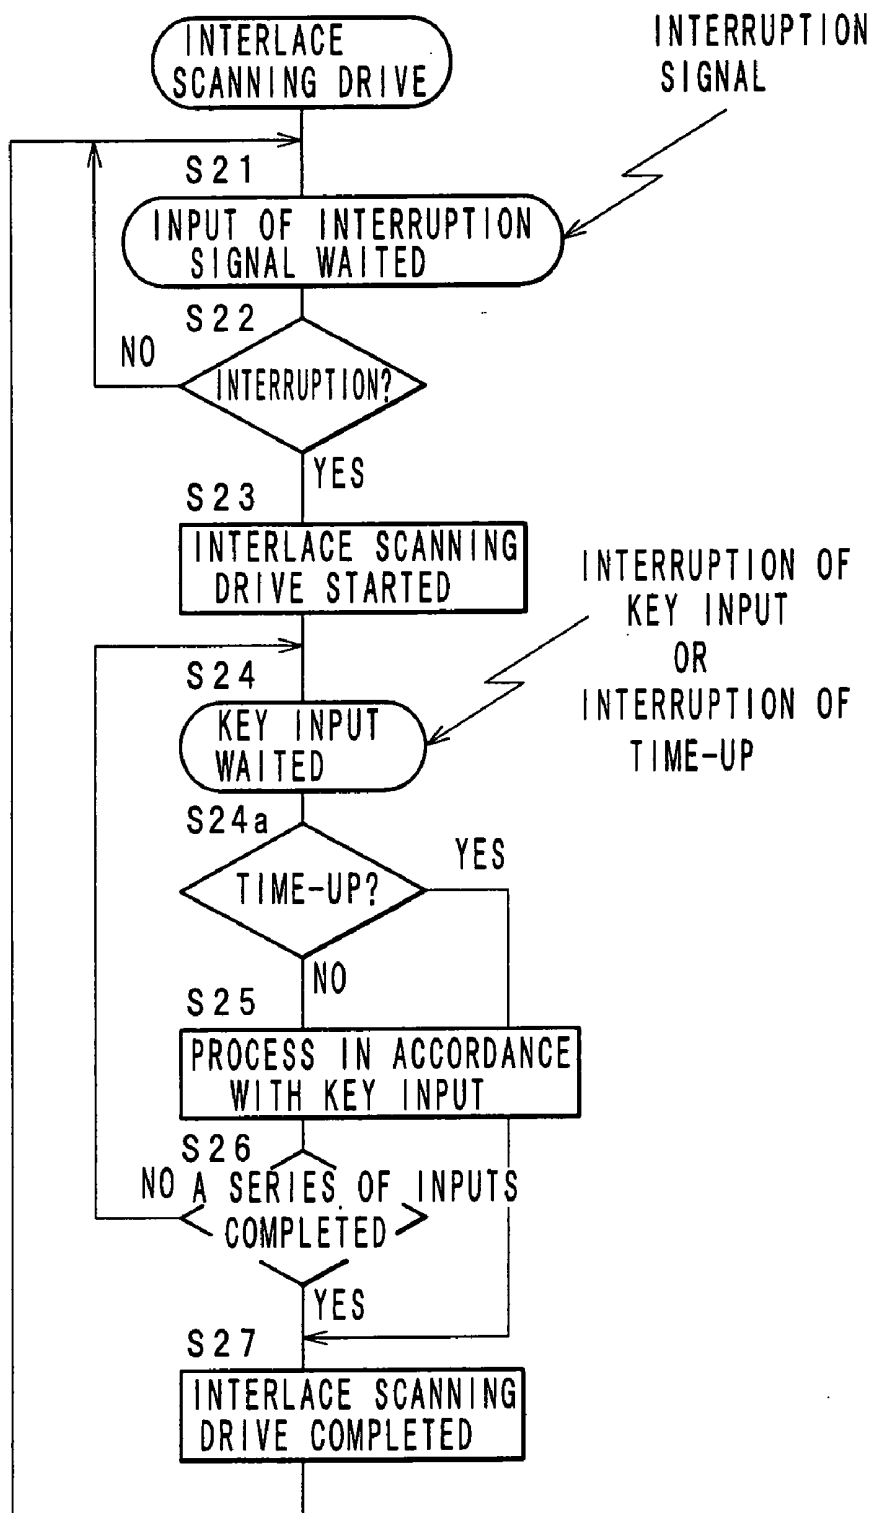 INTERLACE
SCANNING DRIVE
INTERRUPTION
SIGNAL
S21
INPUT OF INTERRUPTION
SIGNAL WAITED
S22
NO
INTERRUPTION?
YES
S23
INTERLACE SCANNING
DRIVE STARTED
INTERRUPTION OF
KEY INPUT
OR
INTERRUPTION OF
TIME-UP
S24
KEY INPUT
WAITED
S24a
YES
TIME-UP?
NO
S25
PROCESS IN ACCORDANCE
WITH KEY INPUT
S26
NO
A SERIES OF INPUTS
COMPLETED
YES
S27
INTERLACE SCANNING
DRIVE COMPLETED